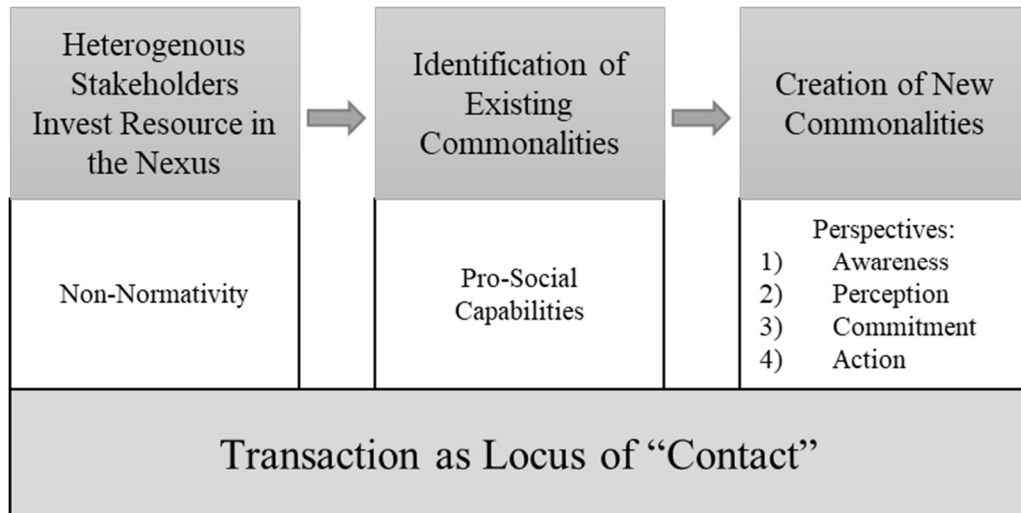 Heterogenous
Stakeholders
Invest Resource in
the Nexus
Identification of
Existing
Commonalities
Creation of New
Commonalities
Non-Normativity
Pro-Social
Capabilities
Perspectives:
1) Awareness
2) Perception
3) Commitment
4) Action
Transaction as Locus of “Contact”